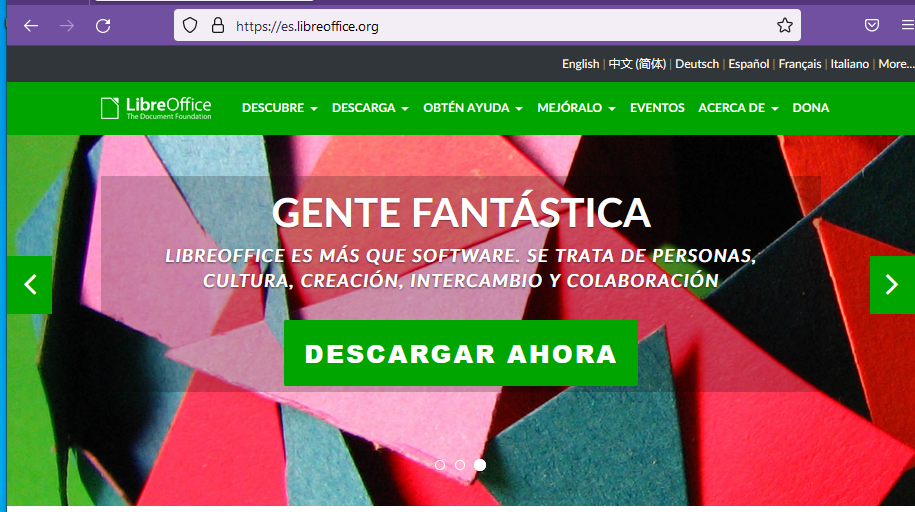 https://es.libreoffice.org
English | 中文 (简体) | Deutsch | Español | Français | Italiano | More...
LibreOffice
The Document Foundation
DESCUBRE DESCARGA OBTÉN AYUDA MEJÓRALO EVENTOS ACERCA DE DONA
GENTE FANTÁSTICA
LIBREOFFICE ES MÁS QUE SOFTWARE. SE TRATA DE PERSONAS,
CULTURA, CREACIÓN, INTERCAMBIO Y COLABORACIÓN
DESCARGAR AHORA